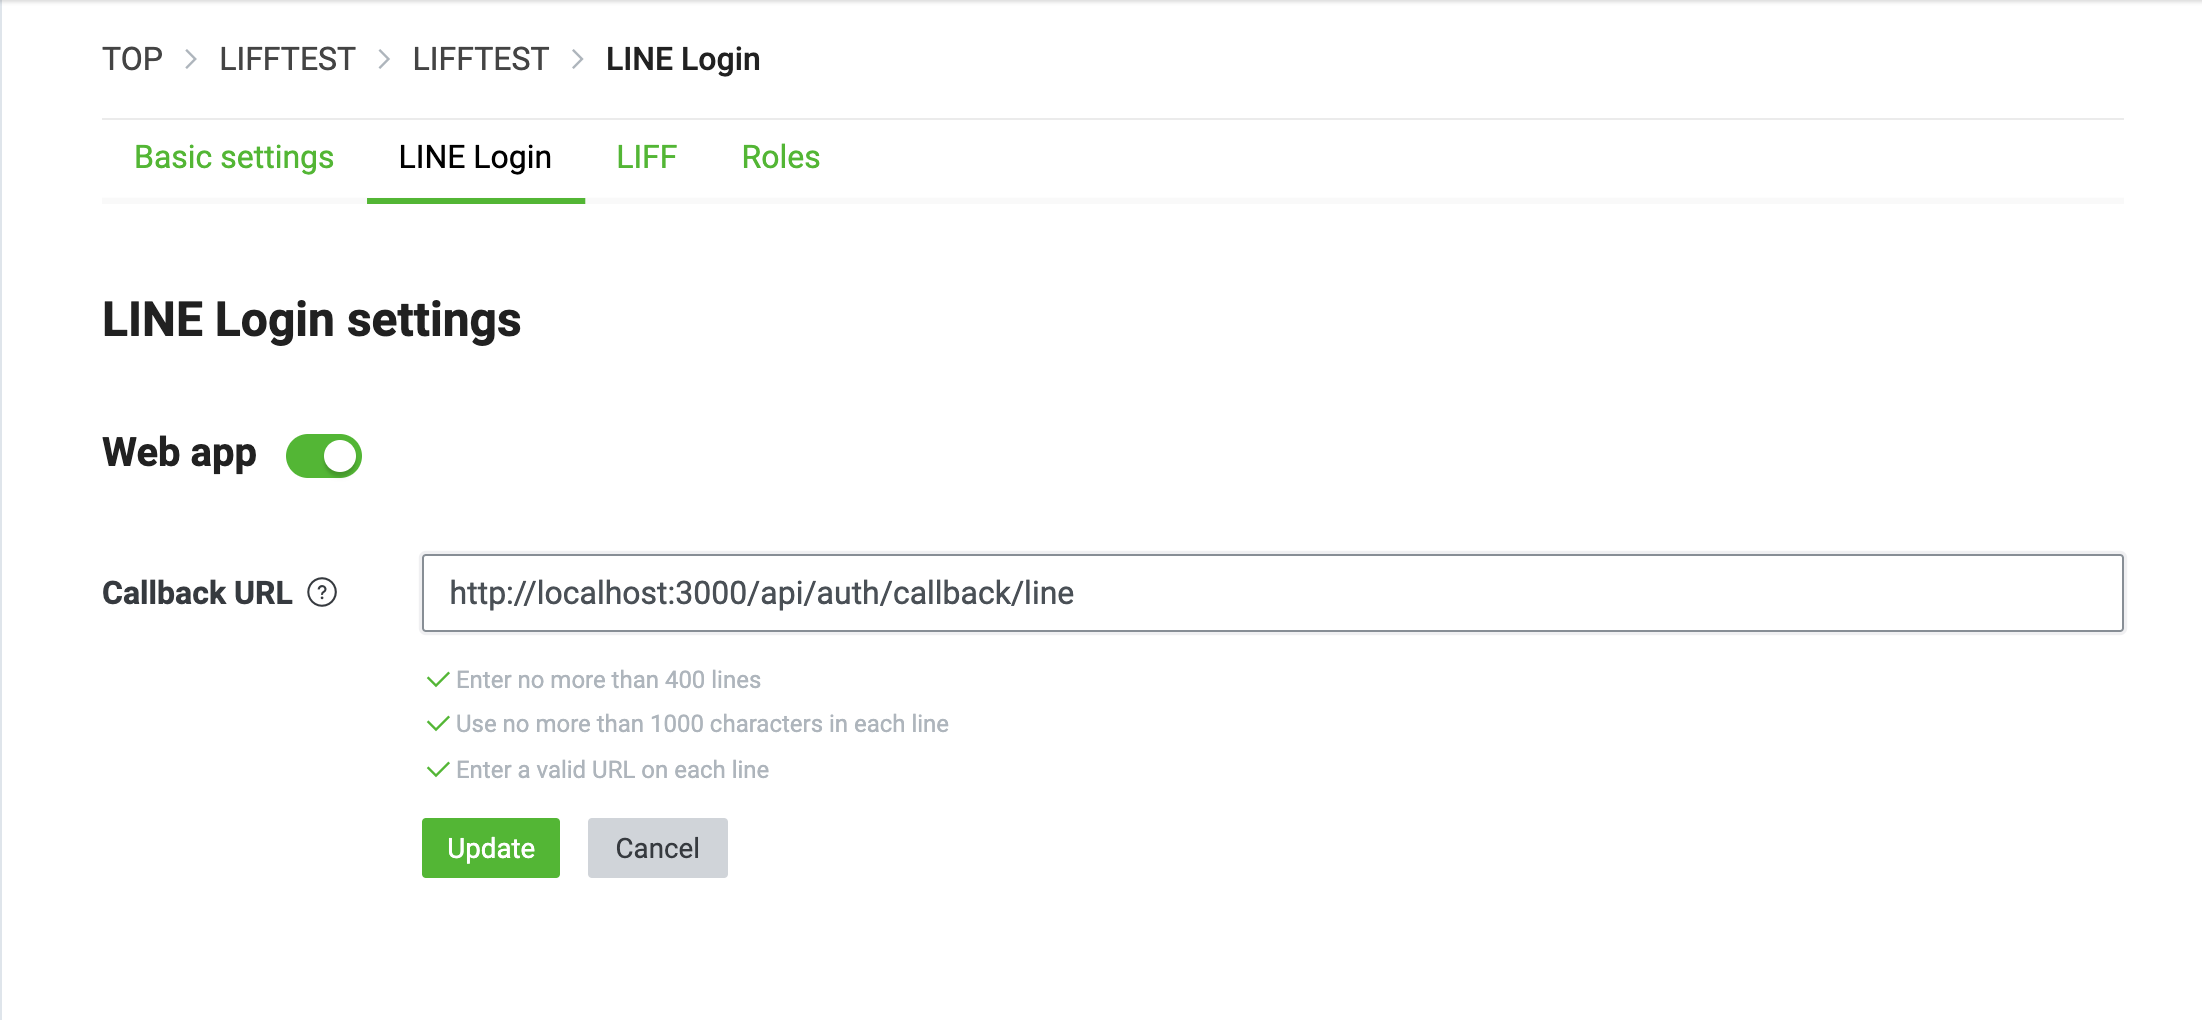 TOP > LIFFTEST > LIFFTEST > LINE Login
Basic settings LINE Login LIFF Roles
LINE Login settings
Web app
Callback URL ? http://localhost:3000/api/auth/callback/line
Enter no more than 400 lines
Use no more than 1000 characters in each line
Enter a valid URL on each line
Update Cancel